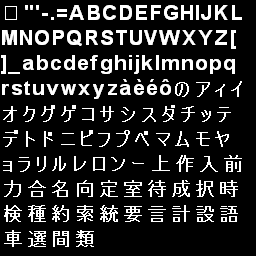 □"'-.=ABCDEFGHIJKL
MNOPQRSTUVWXYZ[
]_abcdefghijklmnopqr
stuvwxyzàèéôのアィイ
オクグゲコサシスダチッテ
デトドニビフプペマムモヤ
ョラリルレロンー上作入前
力合名向定室待成択時
検種約索統要言計設語
車選間類